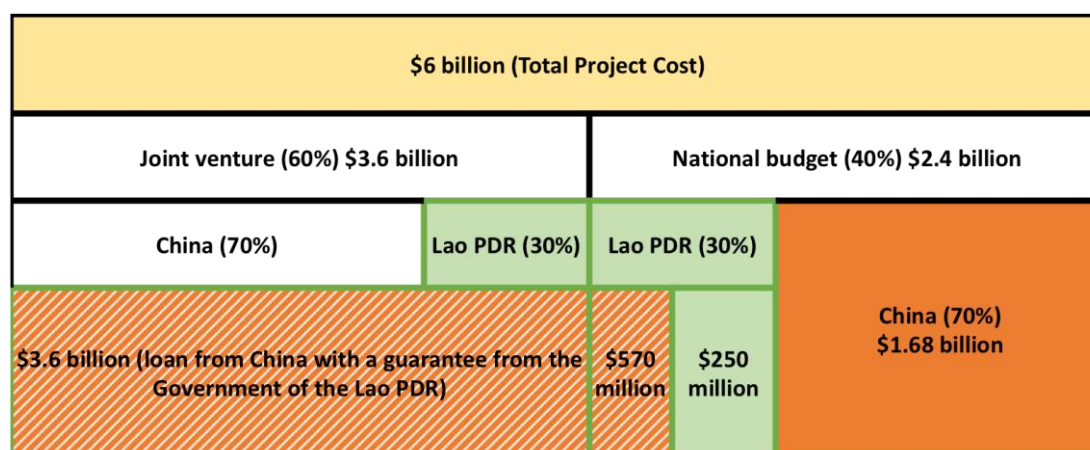 $6 billion (Total Project Cost)
Joint venture (60%) $3.6 billion
National budget (40%) $2.4 billion
China (70%)
Lao PDR (30%)
Lao PDR (30%)
China (70%)
$1.68 billion
$3.6 billion (loan from China with a guarantee from the
Government of the Lao PDR)
$570
million
$250
million